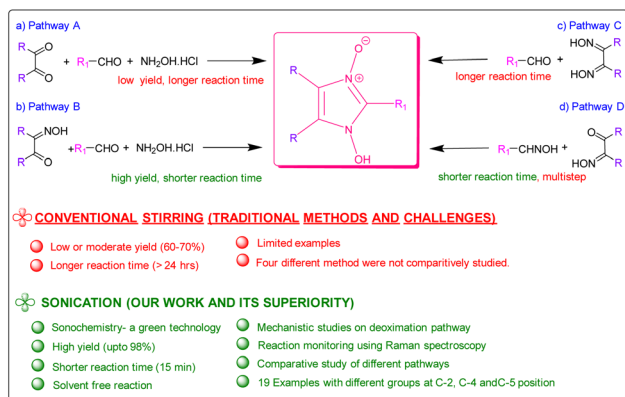 a) Pathway A
R
O
R
O
+ R1—CHO + NH2OH.HCl
low yield, longer reaction time
b) Pathway B
R
NOH
R
O
+R1—CHO + NH2OH.HCl
high yield, shorter reaction time
O⊖
R
N⊕
R1
R
N
OH
c) Pathway C
R1—CHO +
HON
R
HON
R
longer reaction time
d) Pathway D
R1—CHNOH +
O
R
HON
R
shorter reaction time, multistep
CONVENTIONAL STIRRING (TRADITIONAL METHODS AND CHALLENGES)
Low or moderate yield (60-70%)
Longer reaction time (> 24 hrs)
Limited examples
Four different method were not comparitively studied.
SONICATION (OUR WORK AND ITS SUPERIORITY)
Sonochemistry- a green technology
High yield (upto 98%)
Shorter reaction time (15 min)
Solvent free reaction
Mechanistic studies on deoximation pathway
Reaction monitoring using Raman spectroscopy
Comparative study of different pathways
19 Examples with different groups at C-2, C-4 andC-5 position